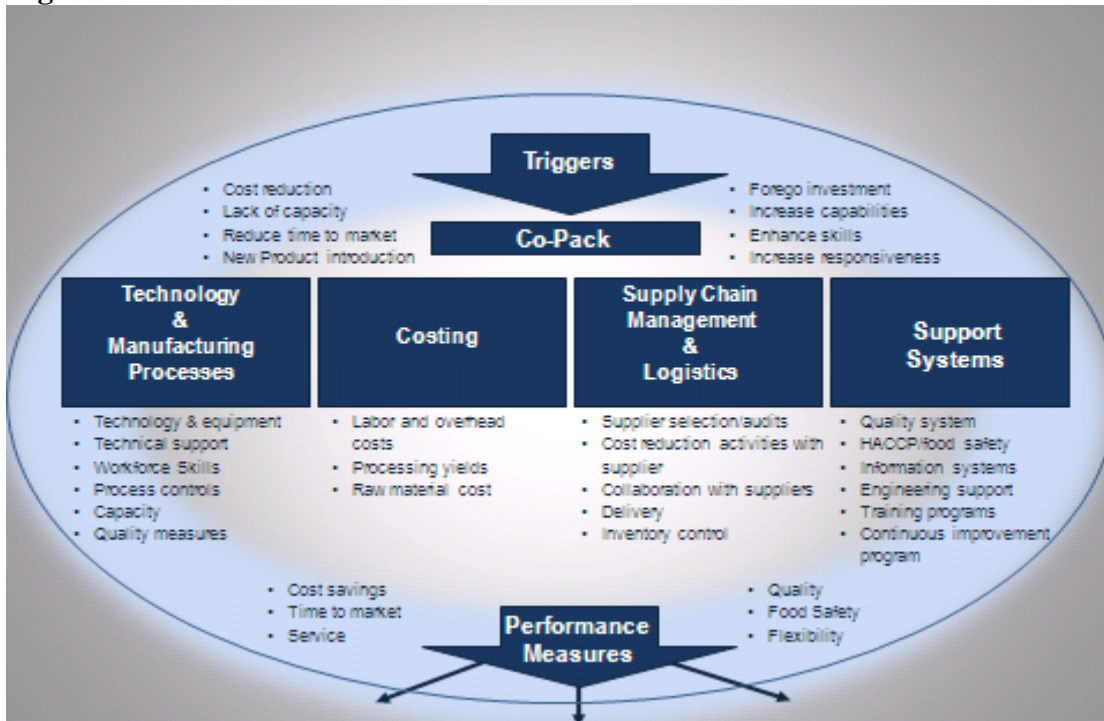 Triggers
• Cost reduction
• Lack of capacity
• Reduce time to market
• New Product introduction
• Forego investment
• Increase capabilities
• Enhance skills
• Increase responsiveness
Co-Pack
Technology
&
Manufacturing
Processes
• Technology & equipment
• Technical support
• Workforce Skills
• Process controls
• Capacity
• Quality measures
Costing
• Labor and overhead
costs
• Processing yields
• Raw material cost
Supply Chain
Management
&
Logistics
• Supplier selection/audits
• Cost reduction activities with
supplier
• Collaboration with suppliers
• Delivery
• Inventory control
Support
Systems
• Quality system
• HACCP/food safety
• Information systems
• Engineering support
• Training programs
• Continuous improvement
program
• Cost savings
• Time to market
• Service
Performance
Measures
• Quality
• Food Safety
• Flexibility